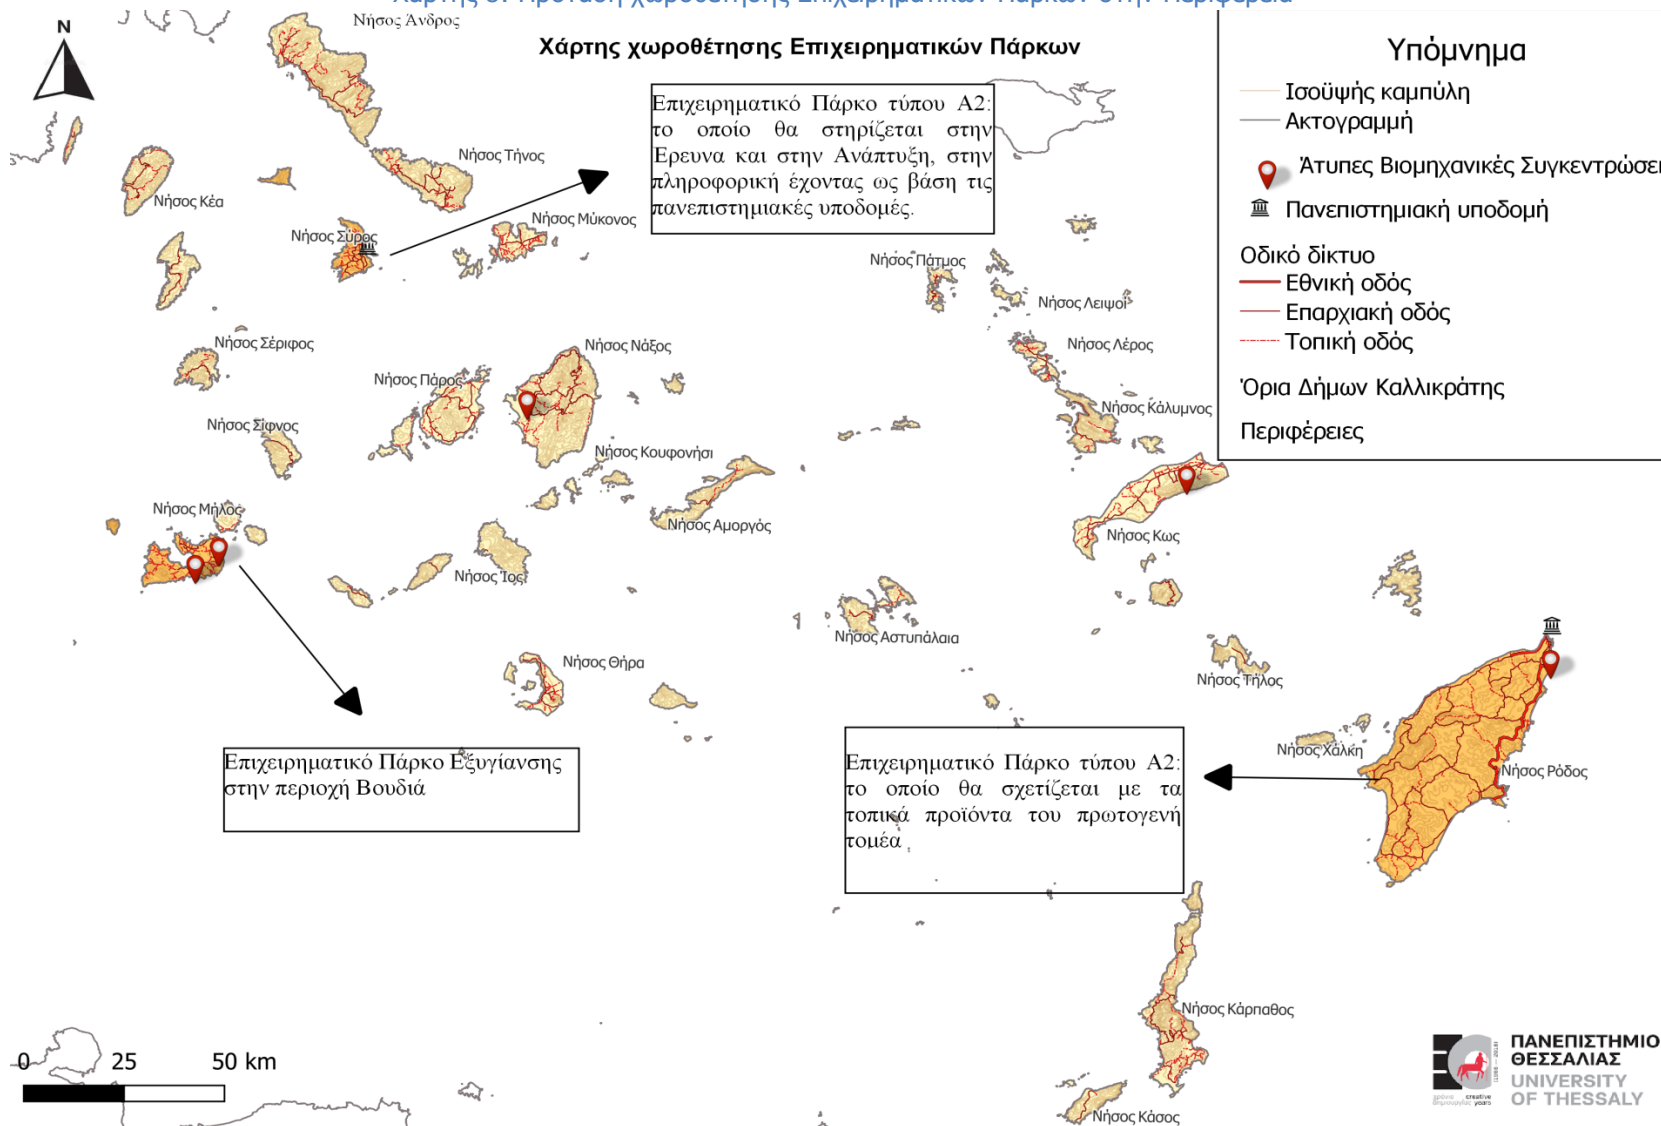 Χάρτης χωροθέτησης Επιχειρηματικών Πάρκων
N
Νήσος Άνδρος
Νήσος Τήνος
Νήσος Κέα
Νήσος Μύκονος
Νήσος Σύρος
Επιχειρηματικό Πάρκο τύπου Α2:
το οποίο θα στηρίζεται στην
Έρευνα και στην Ανάπτυξη, στην
πληροφορική έχοντας ως βάση τις
πανεπιστημιακές υποδομές.
Υπόμνημα
Ισοϋψής καμπύλη
Ακτογραμμή
Άτυπες Βιομηχανικές Συγκεντρώσει
Πανεπιστημιακή υποδομή
Οδικό δίκτυο
Εθνική οδός
Επαρχιακή οδός
Τοπική οδός
Όρια Δήμων Καλλικράτης
Περιφέρειες
Νήσος Πάτμος
Νήσος Λειψοί
Νήσος Σέριφος
Νήσος Νάξος
Νήσος Λέρος
Νήσος Πάρος
Νήσος Κάλυμνος
Νήσος Σίφνος
Νήσος Κουφονήσι
Νήσος Μήλος
Νήσος Αμοργός
Νήσος Κως
Νήσος Ίος
Νήσος Αστυπάλαια
Νήσος Θήρα
Νήσος Τήλος
Νήσος Χάλκη
Νήσος Ρόδος
Επιχειρηματικό Πάρκο Εξυγίανσης
στην περιοχή Βουδιά
Επιχειρηματικό Πάρκο τύπου Α2:
το οποίο θα σχετίζεται με τα
τοπικά προϊόντα του πρωτογενή
τομέα
Νήσος Κάρπαθος
Νήσος Κάσος
0 25 50 km
ΠΑΝΕΠΙΣΤΗΜΙΟ
ΘΕΣΣΑΛΙΑΣ
UNIVERSITY
OF THESSALY
χρόνια creative
δημιουργίας years